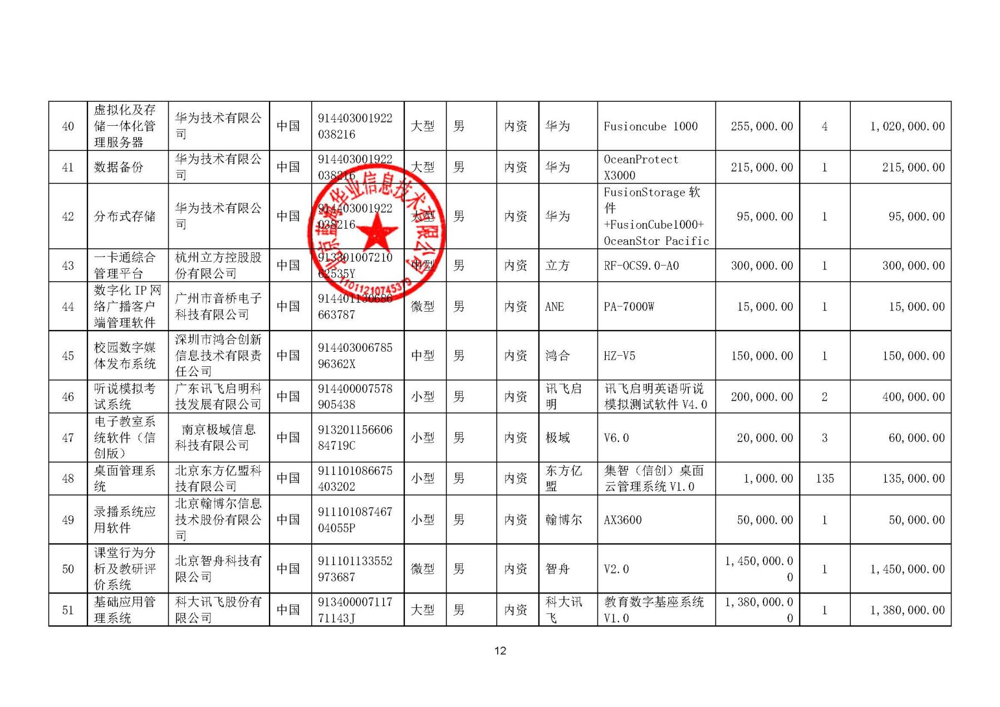 40 虚拟化及存储一体化管理服务器 华为技术有限公司 中国 914403001922038216 大型 男 内资 华为 Fusioncube 1000 255,000.00 4 1,020,000.00
41 数据备份 华为技术有限公司 中国 914403001922038216 大型 男 内资 华为 OceanProtect X3000 215,000.00 1 215,000.00
42 分布式存储 华为技术有限公司 中国 914403001922038216 大型 男 内资 华为 FusionStorage 软件+FusionCube1000+OceanStor Pacific 95,000.00 1 95,000.00
43 一卡通综合管理平台 杭州立方控股股份有限公司 中国 91330100721062535Y 中型 男 内资 立方 RF-OCS9.0-A0 300,000.00 1 300,000.00
44 数字化 IP 网络广播客户端管理软件 广州市音桥电子科技有限公司 中国 914401130686663787 微型 男 内资 ANE PA-7000W 15,000.00 1 15,000.00
45 校园数字媒体发布系统 深圳市鸿合创新信息技术有限责任公司 中国 91440300678596362X 中型 男 内资 鸿合 HZ-V5 150,000.00 1 150,000.00
46 听说模拟考试系统 广东讯飞启明科技发展有限公司 中国 914400007578905438 小型 男 内资 讯飞启明 讯飞启明英语听说模拟测试软件 V4.0 200,000.00 2 400,000.00
47 电子教室系统软件（信创版） 南京极域信息科技有限公司 中国 91320115660684719C 小型 男 内资 极域 V6.0 20,000.00 3 60,000.00
48 桌面管理系统 北京东方亿盟科技有限公司 中国 911101086675403202 小型 男 内资 东方亿盟 集智（信创）桌面云管理系统 V1.0 1,000.00 135 135,000.00
49 录播系统应用软件 北京翰博尔信息技术股份有限公司 中国 91110108746704055P 小型 男 内资 翰博尔 AX3600 50,000.00 1 50,000.00
50 课堂行为分析及教研评价系统 北京智舟科技有限公司 中国 911101133552973687 微型 男 内资 智舟 V2.0 1,450,000.00 1 1,450,000.00
51 基础应用管理系统 科大讯飞股份有限公司 中国 91340000711771143J 大型 男 内资 科大讯飞 教育数字基座系统 V1.0 1,380,000.00 1 1,380,000.00
北京蓝海华业信息技术有限公司
11011210745379
12